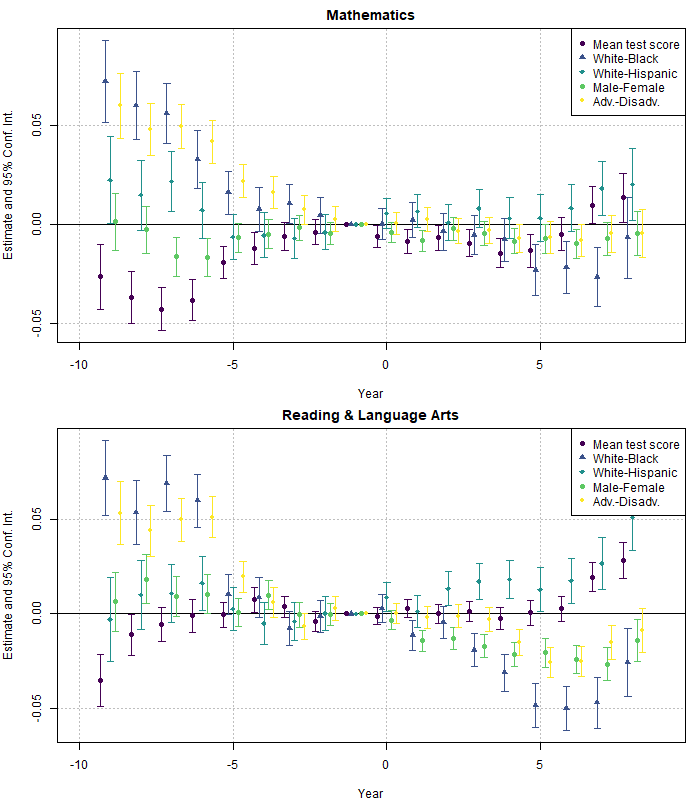 Mathematics
Mean test score
White-Black
White-Hispanic
Male-Female
Adv.-Disadv.
Estimate and 95% Conf. Int.
0.05
0.00
-0.05
-10
-5
0
5
Year
Reading & Language Arts
Mean test score
White-Black
White-Hispanic
Male-Female
Adv.-Disadv.
Estimate and 95% Conf. Int.
0.05
0.00
-0.05
-10
-5
0
5
Year